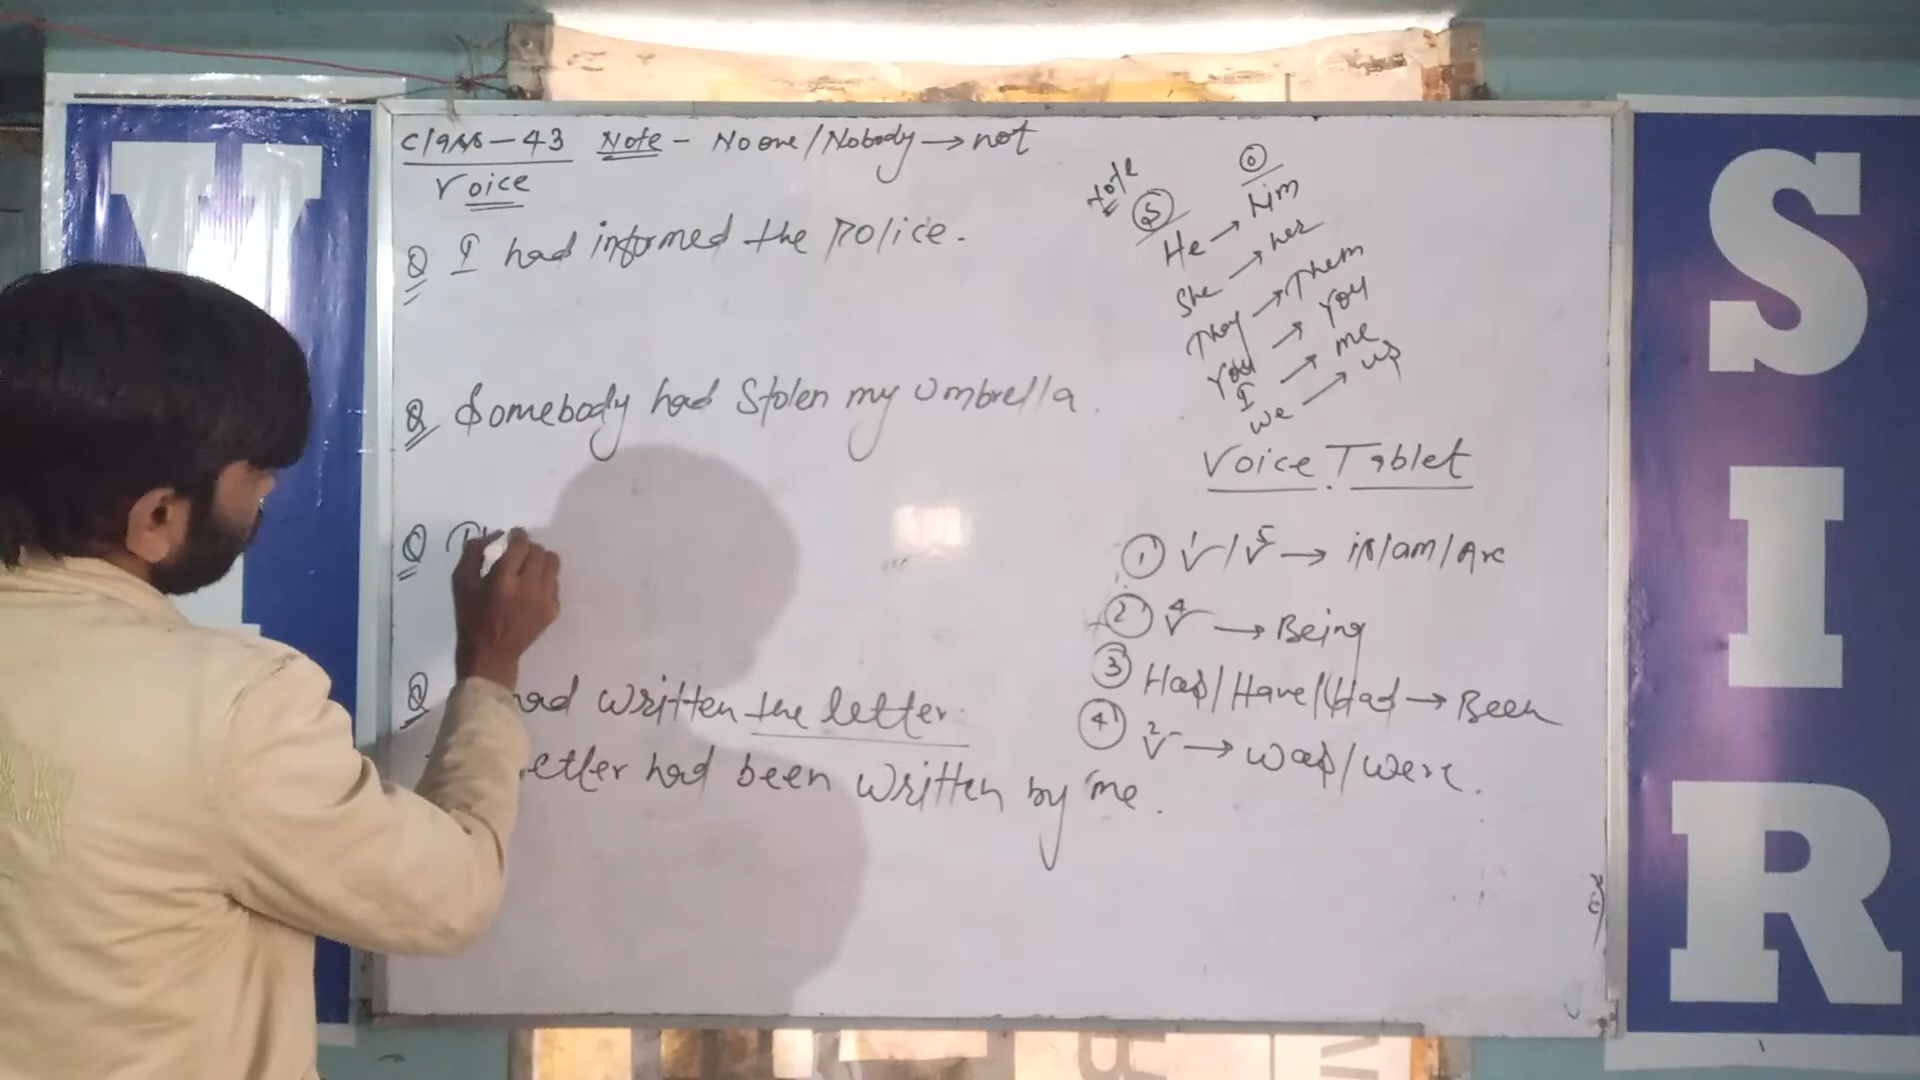 Class-43 Note - No one/Nobody → not
Voice
Q I had informed the police.
Q Somebody had Stolen my Umbrella.
Q
Q had written the letter.
letter had been written by me.
Note
S O
He → him
She → her
They → Them
You → You
I → me
We → us
Voice Tablet
① V¹/V⁵ → is/am/Are
② V⁴ → Being
③ Has/Have/Had → Been
④ V² → was/were.
S
I
R